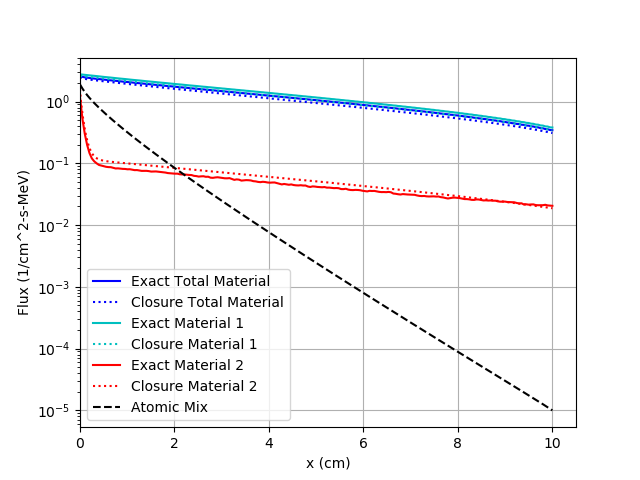 Flux (1/cm^2-s-MeV)
10^0
10^-1
10^-2
10^-3
10^-4
10^-5
Exact Total Material
Closure Total Material
Exact Material 1
Closure Material 1
Exact Material 2
Closure Material 2
Atomic Mix
0 2 4 6 8 10
x (cm)